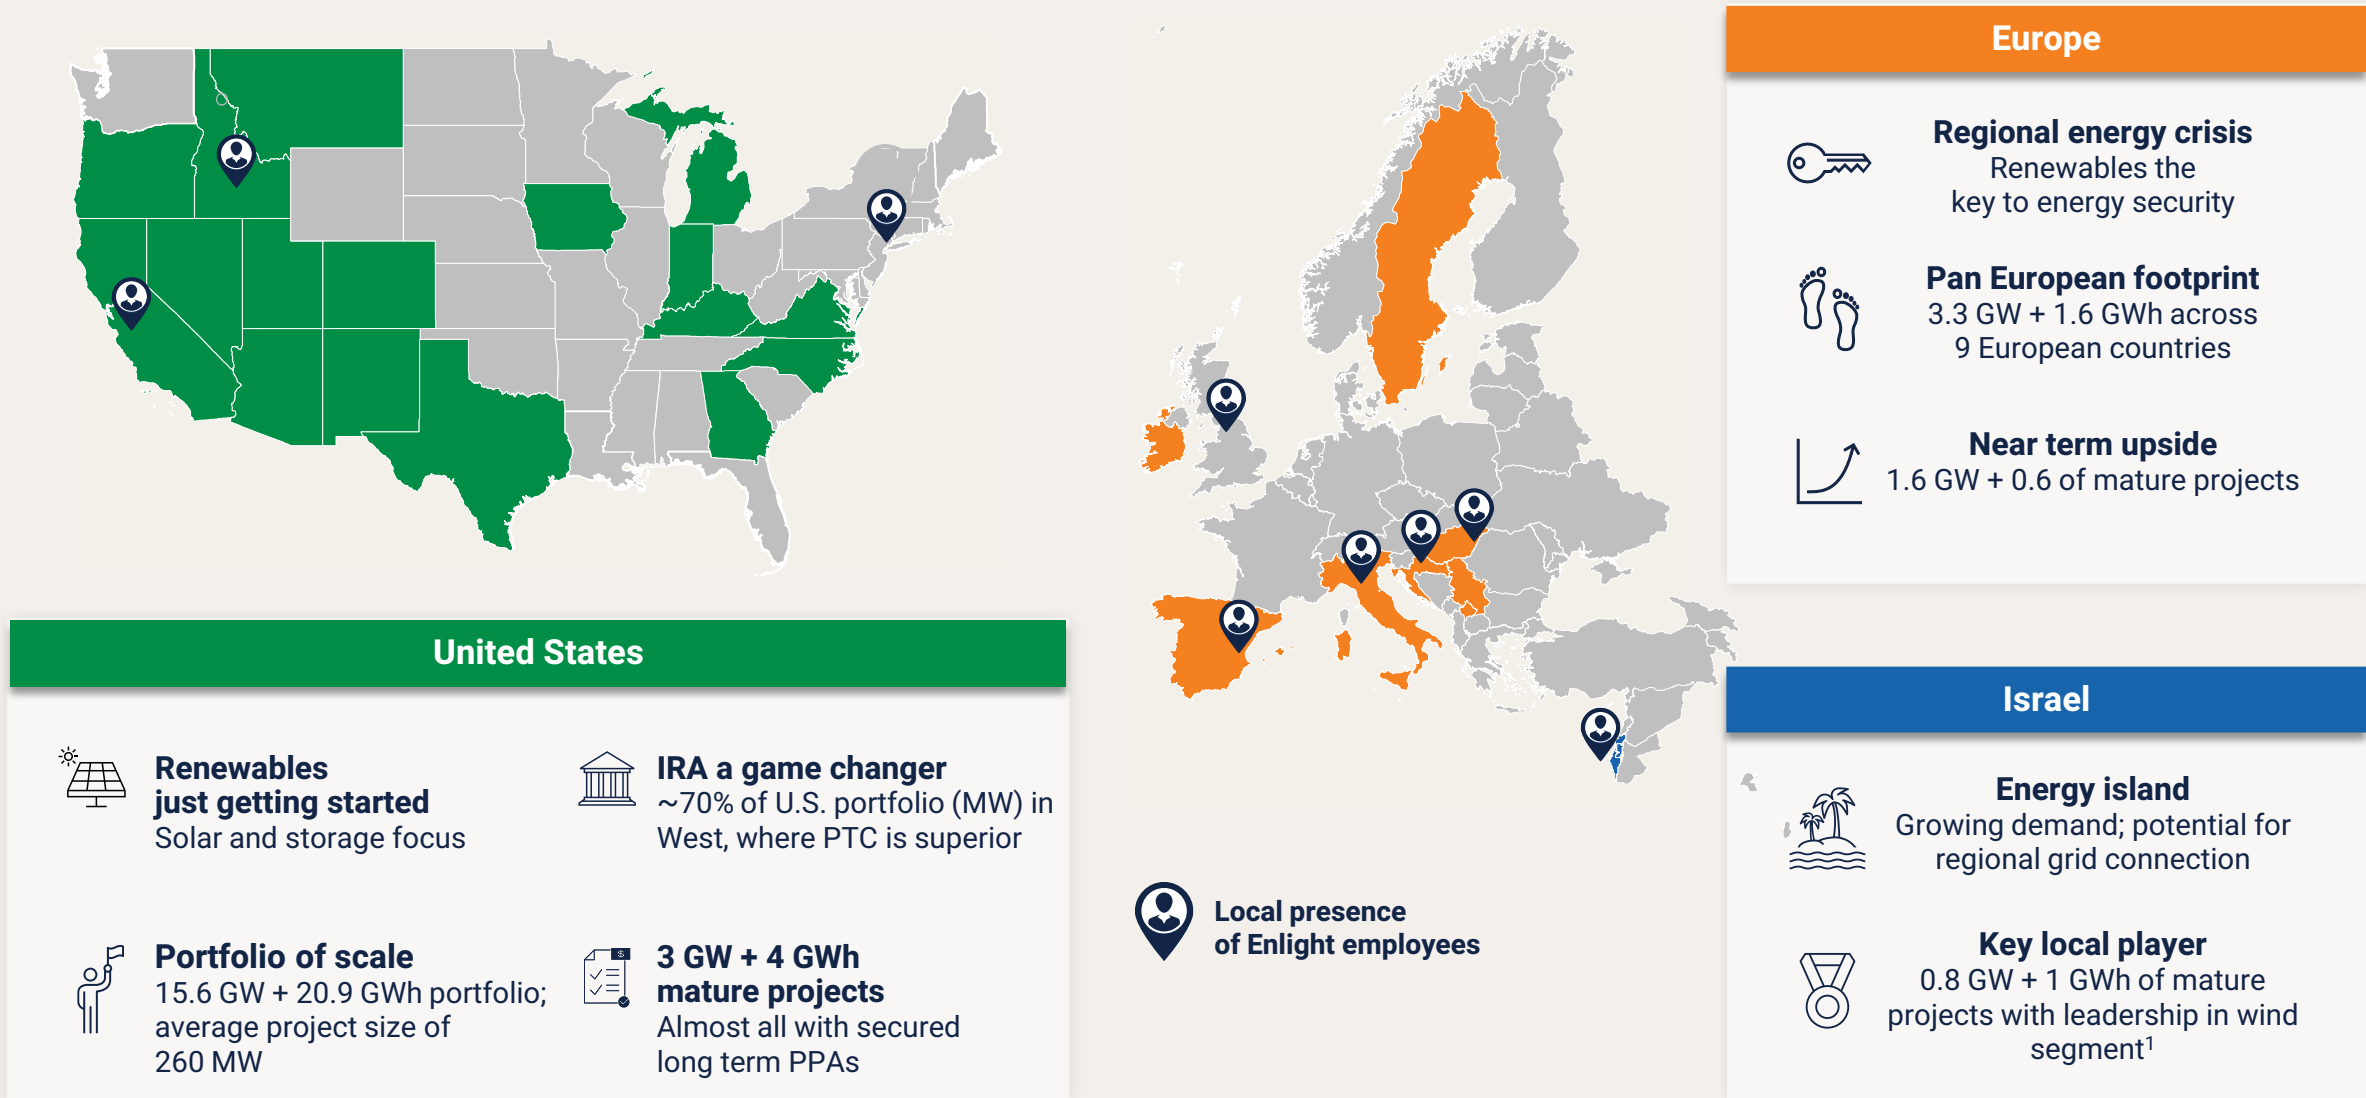 Europe
Regional energy crisis
Renewables the
key to energy security
Pan European footprint
3.3 GW + 1.6 GWh across
9 European countries
Near term upside
1.6 GW + 0.6 of mature projects
United States
Renewables
just getting started
Solar and storage focus
IRA a game changer
~70% of U.S. portfolio (MW) in
West, where PTC is superior
Portfolio of scale
15.6 GW + 20.9 GWh portfolio;
average project size of
260 MW
$
3 GW + 4 GWh
mature projects
Almost all with secured
long term PPAs
Local presence
of Enlight employees
Israel
Energy island
Growing demand; potential for
regional grid connection
Key local player
0.8 GW + 1 GWh of mature
projects with leadership in wind
segment¹